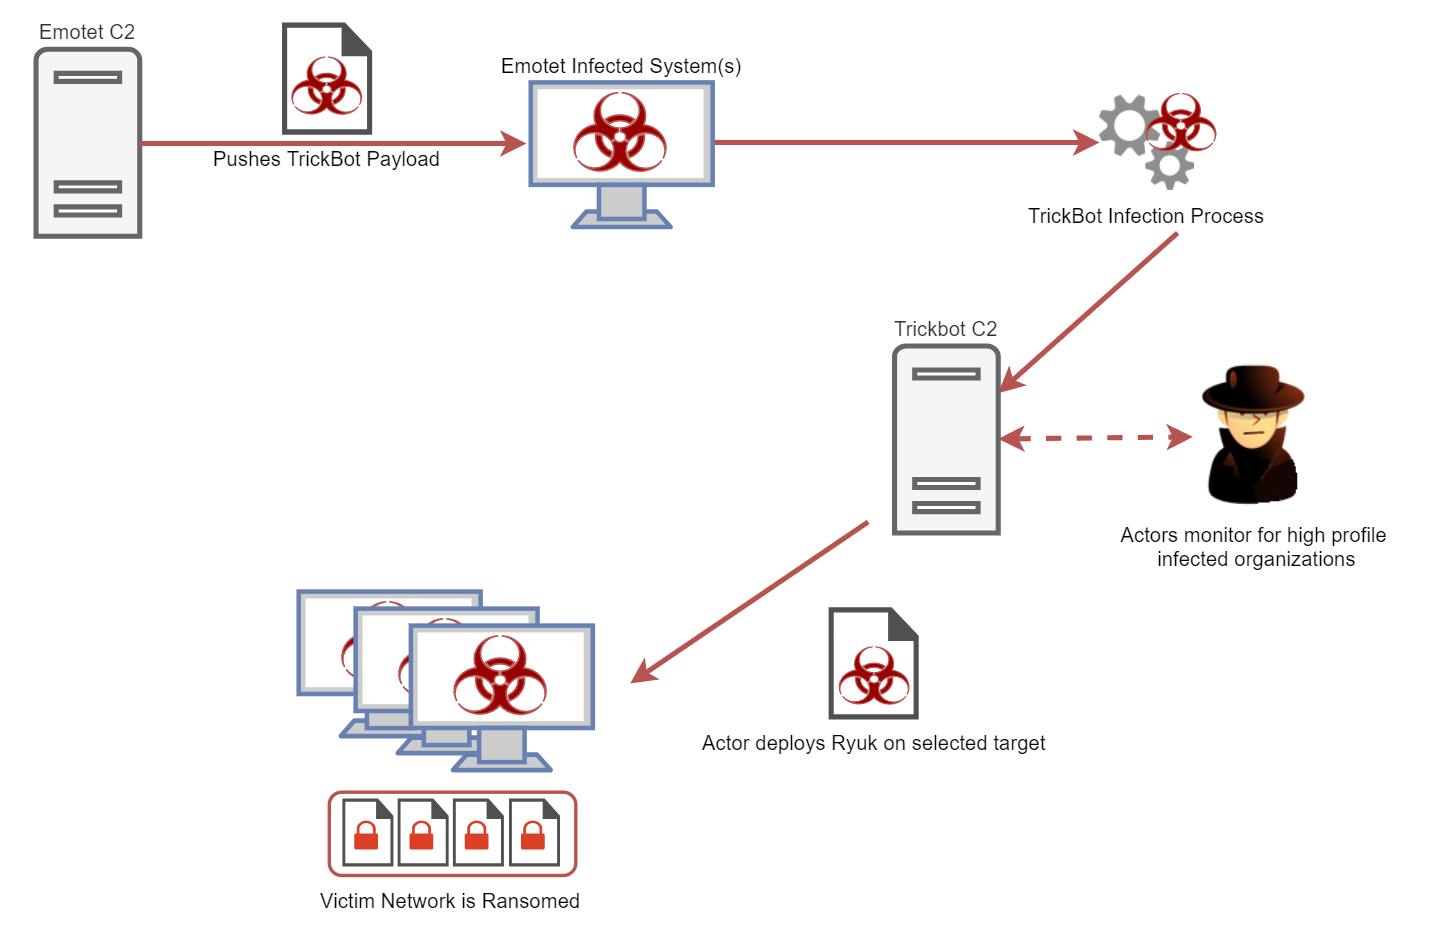 Emotet C2
Emotet Infected System(s)
Pushes TrickBot Payload
TrickBot Infection Process
Trickbot C2
Actors monitor for high profile
infected organizations
Actor deploys Ryuk on selected target
Victim Network is Ransomed